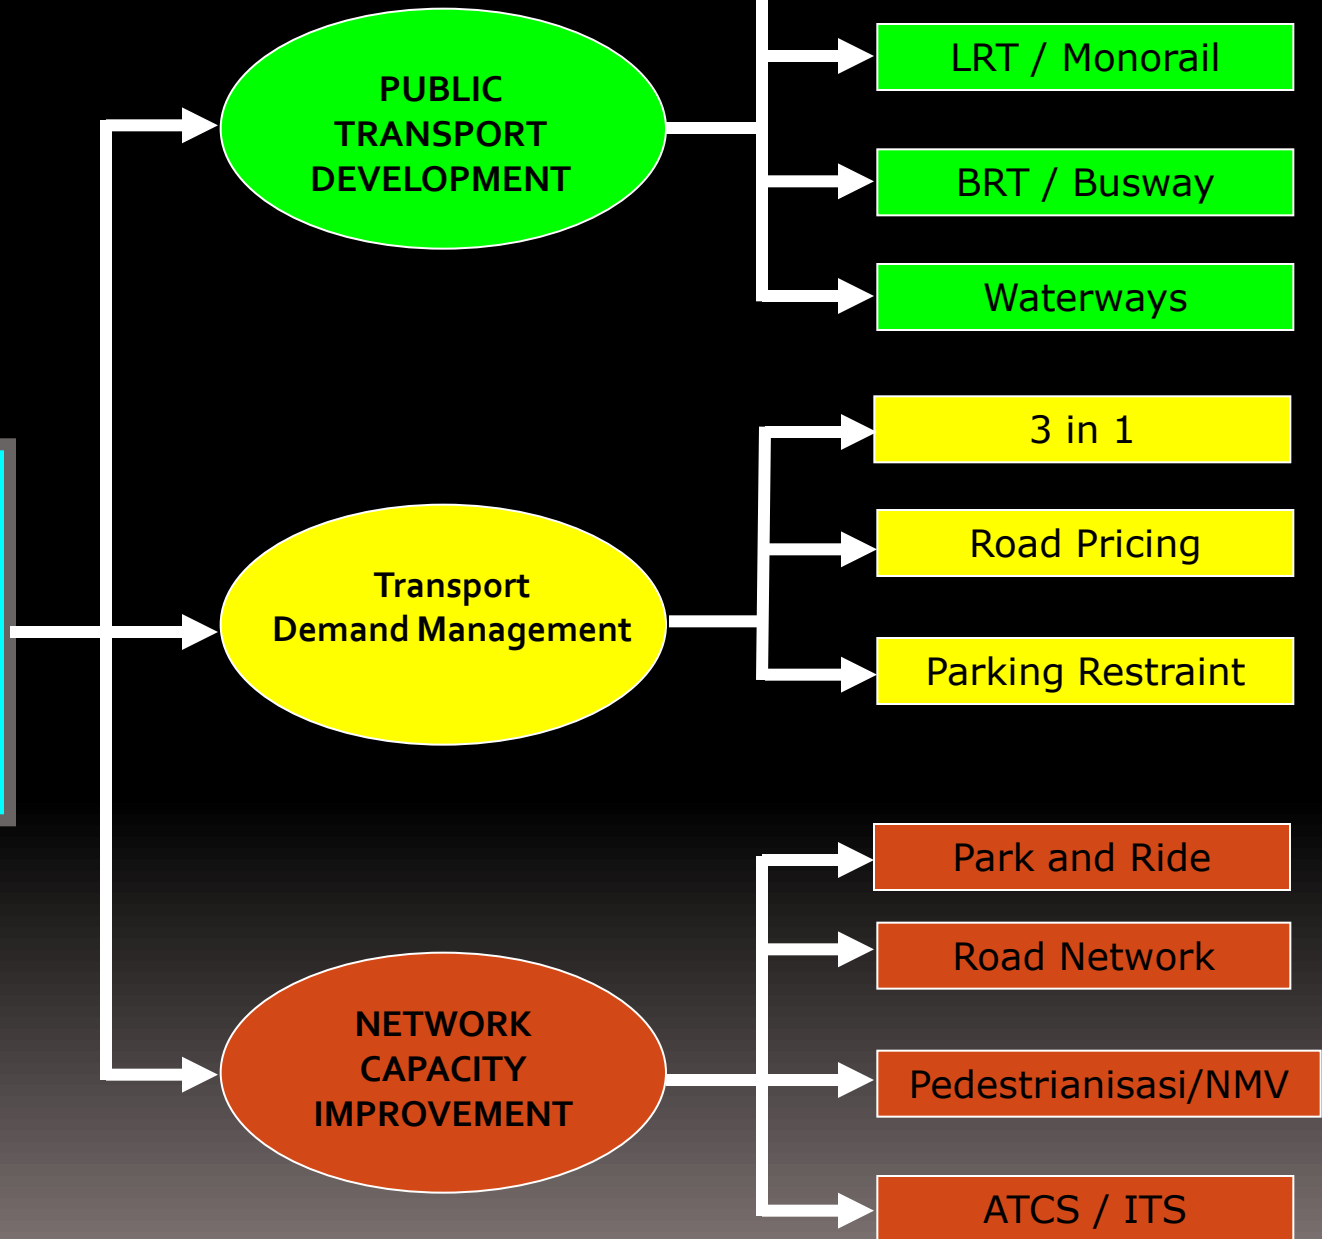 PUBLIC
TRANSPORT
DEVELOPMENT
LRT / Monorail
BRT / Busway
Waterways
Transport
Demand Management
3 in 1
Road Pricing
Parking Restraint
NETWORK
CAPACITY
IMPROVEMENT
Park and Ride
Road Network
Pedestrianisasi/NMV
ATCS / ITS